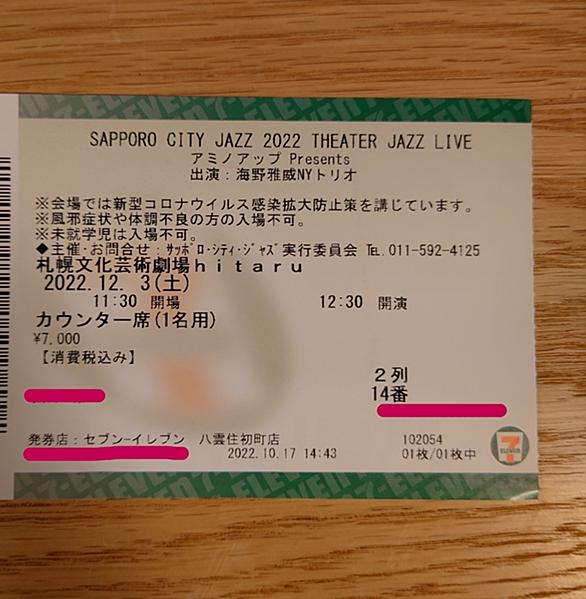 SAPPORO CITY JAZZ 2022 THEATER JAZZ LIVE
アミノアップ Presents
出演：海野雅威NYトリオ
※会場では新型コロナウイルス感染拡大防止策を講じています。
※風邪症状や体調不良の方の入場不可。
※未就学児は入場不可。
◆主催・お問合せ：ｻｯﾎﾟﾛ･ｼﾃｨ･ｼﾞｬｽﾞ実行委員会 ℡ 011-592-4125
札幌文化芸術劇場ｈｉｔａｒｕ
2022.12. 3(土)
11:30 開場 12:30 開演
カウンター席(1名用)
¥7,000
【消費税込み】
2列
14番
発券店：セブン-イレブン 八雲住初町店 102054
2022.10.17 14:43 01枚/01枚中
7-ELEVEN